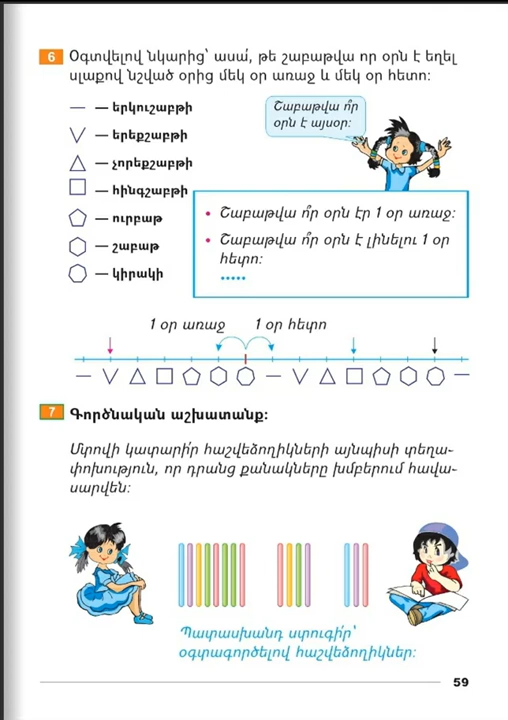 6 Օգտվելով նկարից՝ ասա՛, թե շաբաթվա որ օրն է եղել
սլաքով նշված օրից մեկ օր առաջ և մեկ օր հետո:
— — երկուշաբթի
— երեքշաբթի
— չորեքշաբթի
— հինգշաբթի
— ուրբաթ
— շաբաթ
— կիրակի
Շաբաթվա ո՞ր
օրն է այսօր:
• Շաբաթվա ո՞ր օրն էր 1 օր առաջ:
• Շաբաթվա ո՞ր օրն է լինելու 1 օր
հետո:
•••••
1 օր առաջ 1 օր հետո
7 Գործնական աշխատանք:
Մտովի կատարի՛ր հաշվեձողիկների այնպիսի տեղա-
փոխություն, որ դրանց քանակները խմբերում հավա-
սարվեն:
Պատասխանդ ստուգի՛ր՝
օգտագործելով հաշվեձողիկներ:
59